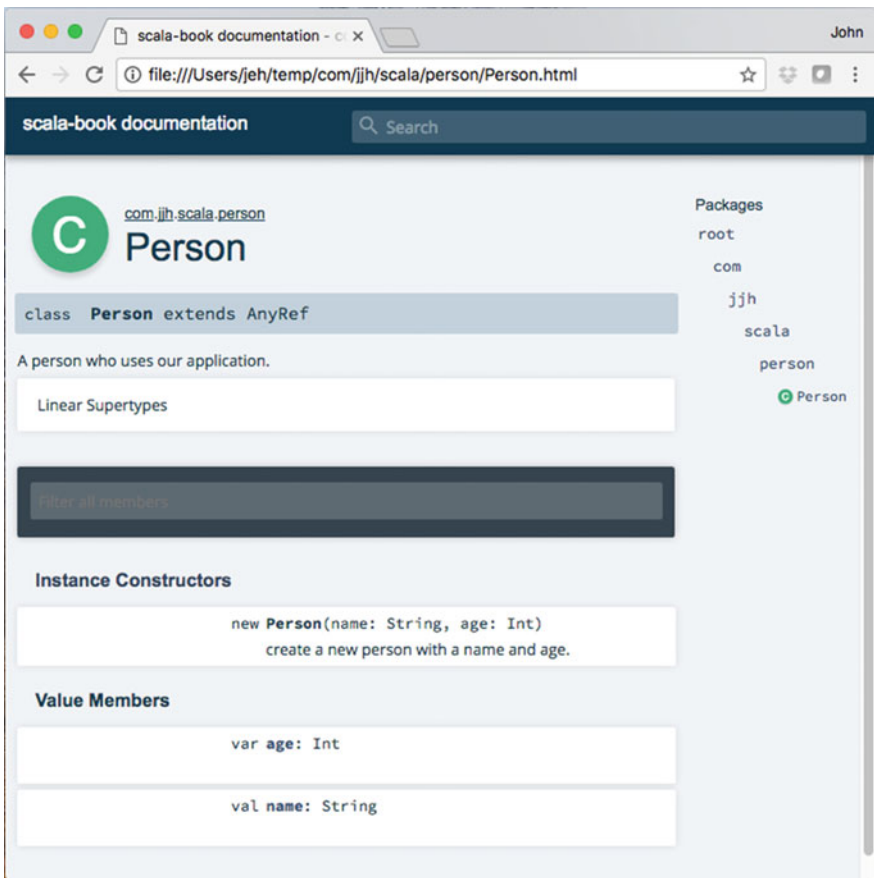 scala-book documentation - c
John
file:///Users/jeh/temp/com/jjh/scala/person/Person.html
scala-book documentation
Search
C
com.jjh.scala.person
Person
class Person extends AnyRef
A person who uses our application.
Linear Supertypes
Filter all members
Instance Constructors
new Person(name: String, age: Int)
create a new person with a name and age.
Value Members
var age: Int
val name: String
Packages
root
com
jjh
scala
person
C Person